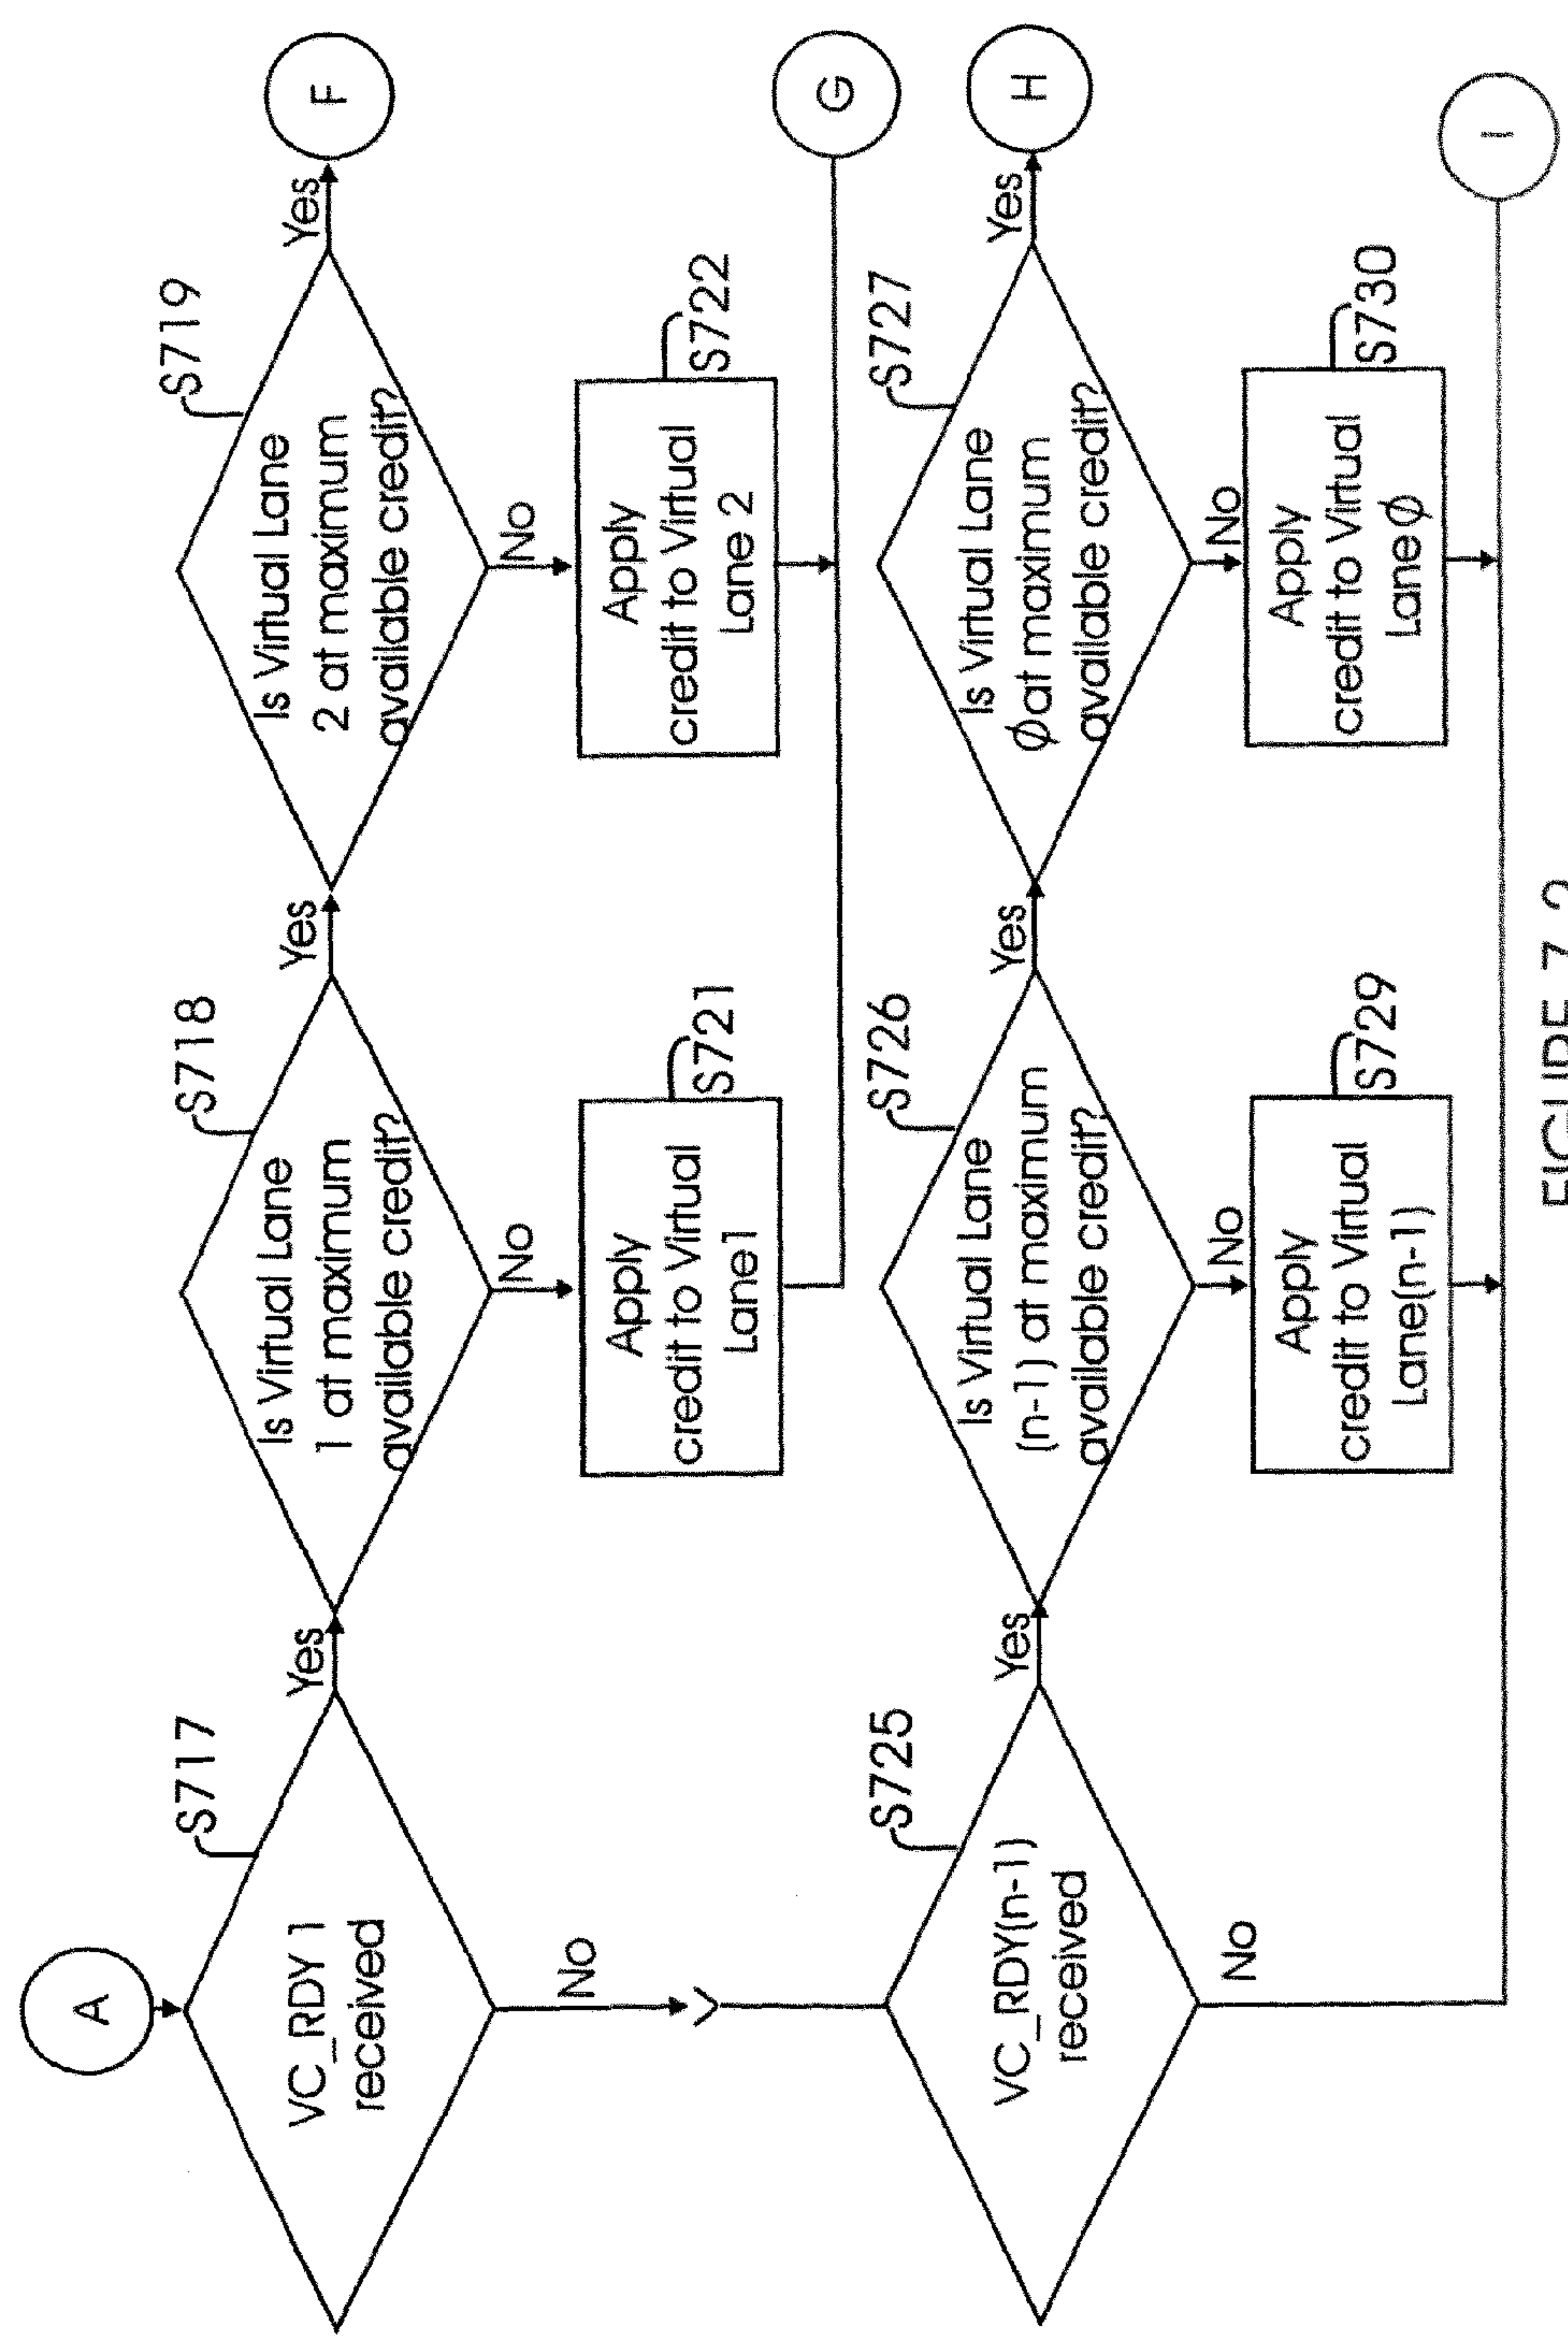 A
S717
VC_RDY 1
received
Yes
No
S718
Is Virtual Lane
1 at maximum
available credit?
Yes
No
S719
Is Virtual Lane
2 at maximum
available credit?
Yes
No
F
Apply
credit to Virtual
Lane1
S721
Apply
credit to Virtual
Lane 2
S722
G
S725
VC_RDY(n-1)
received
Yes
No
S726
Is Virtual Lane
(n-1) at maximum
available credit?
Yes
No
S727
Is Virtual Lane
φ at maximum
available credit?
Yes
No
H
Apply
credit to Virtual
Lane(n-1)
S729
Apply
credit to Virtual
Lane φ
S730
I
FIGURE 7